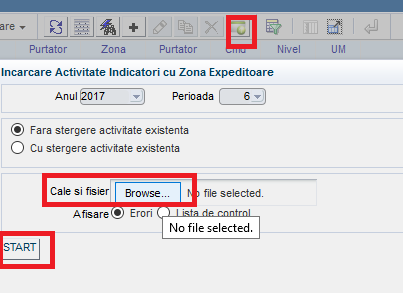 are
Purtator Zona Purtator Cmd Nivel UM
Incarcare Activitate Indicatori cu Zona Expeditoare
Anul 2017 Perioada 6
Fara stergere activitate existenta
Cu stergere activitate existenta
Cale si fisier Browse... No file selected.
Afisare Erori Lista de control
No file selected.
START